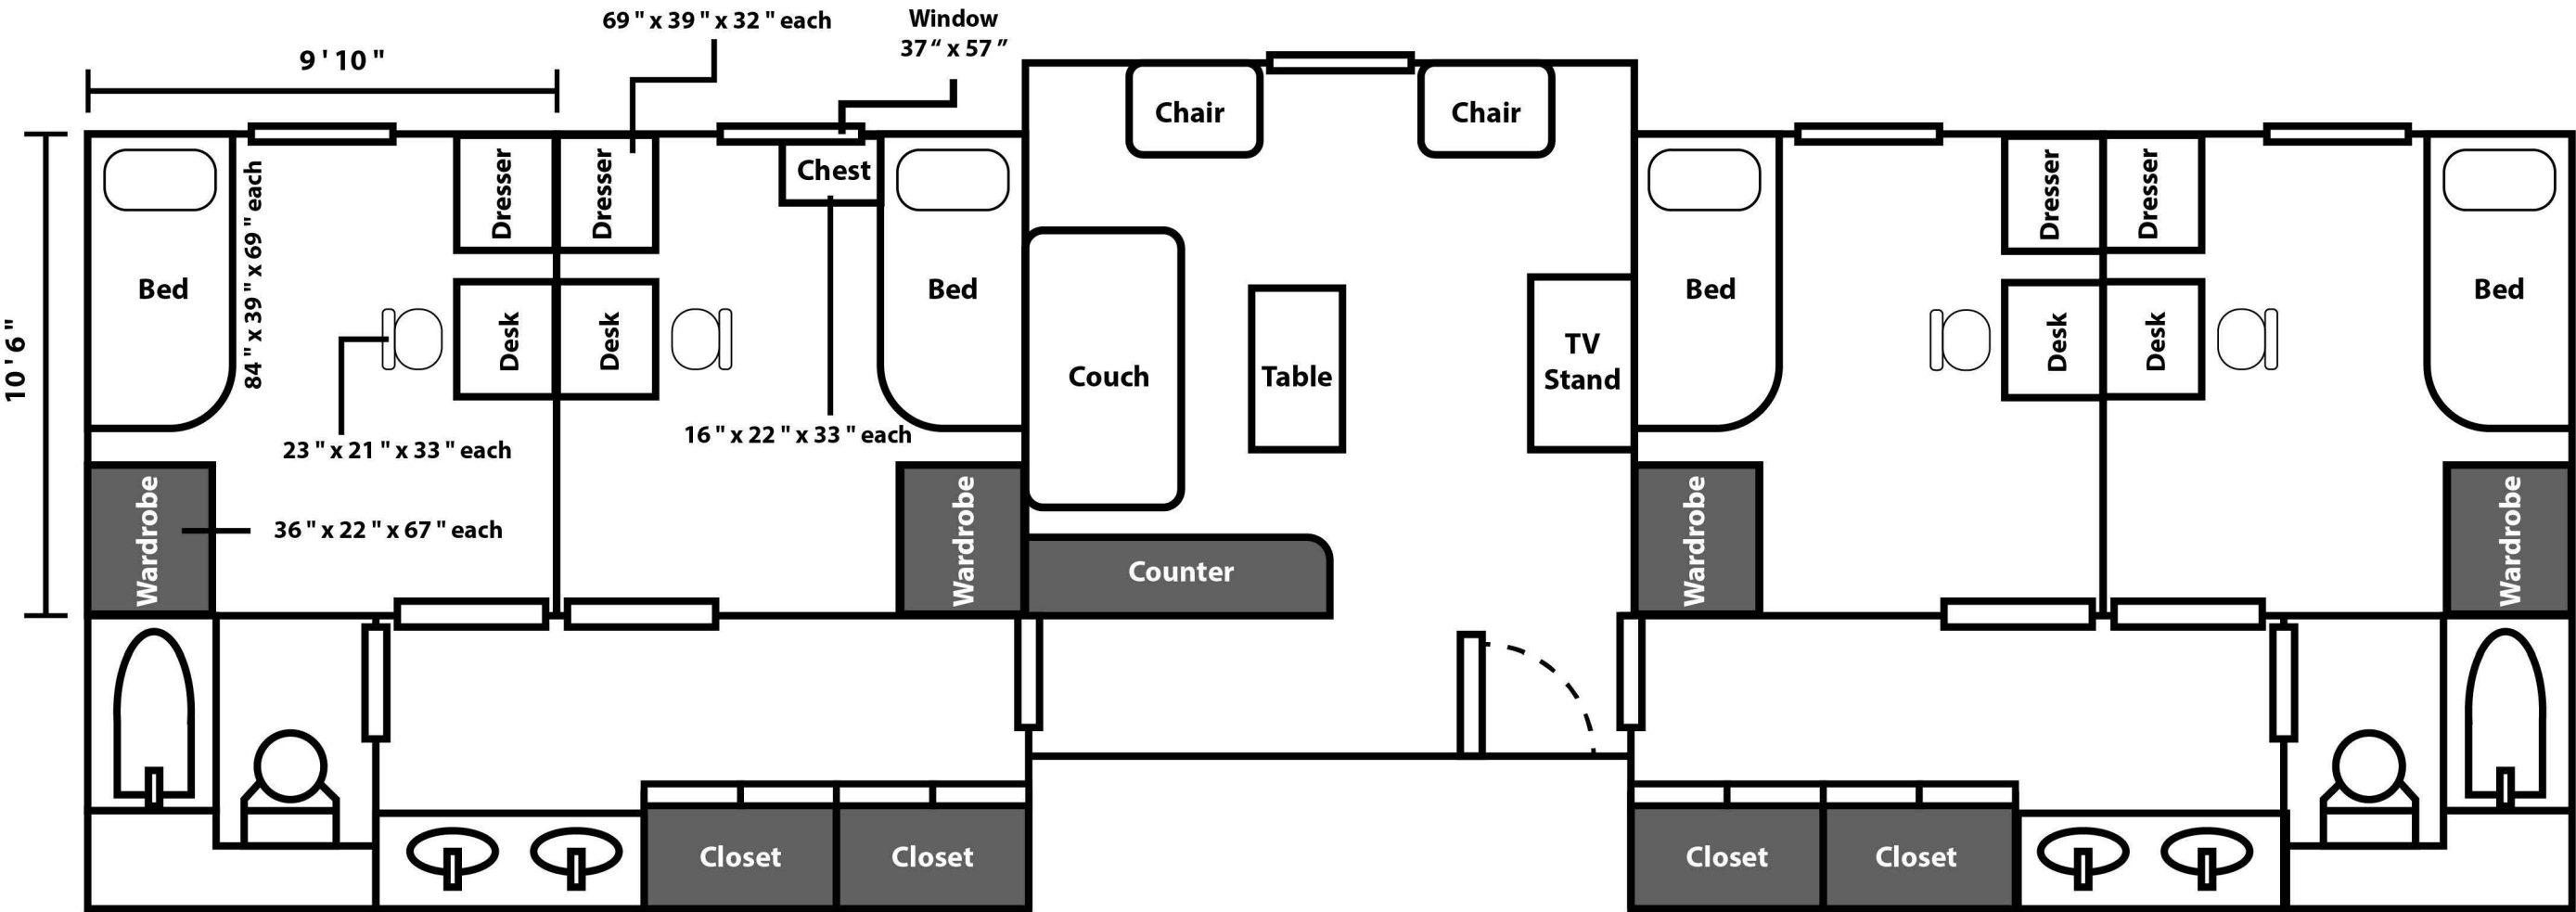 69 " x 39 " x 32 " each
Window
37 “ x 57 ”
9 ' 10 "
Chair
Chair
Dresser
Dresser
Chest
Dresser
Dresser
84 " x 39 " x 69 " each
Bed
Bed
Bed
Bed
10 ' 6 "
Desk
Desk
Couch
Table
TV
Stand
Desk
Desk
23 " x 21 " x 33 " each
16 " x 22 " x 33 " each
Wardrobe
36 " x 22 " x 67 " each
Wardrobe
Counter
Wardrobe
Wardrobe
Closet
Closet
Closet
Closet